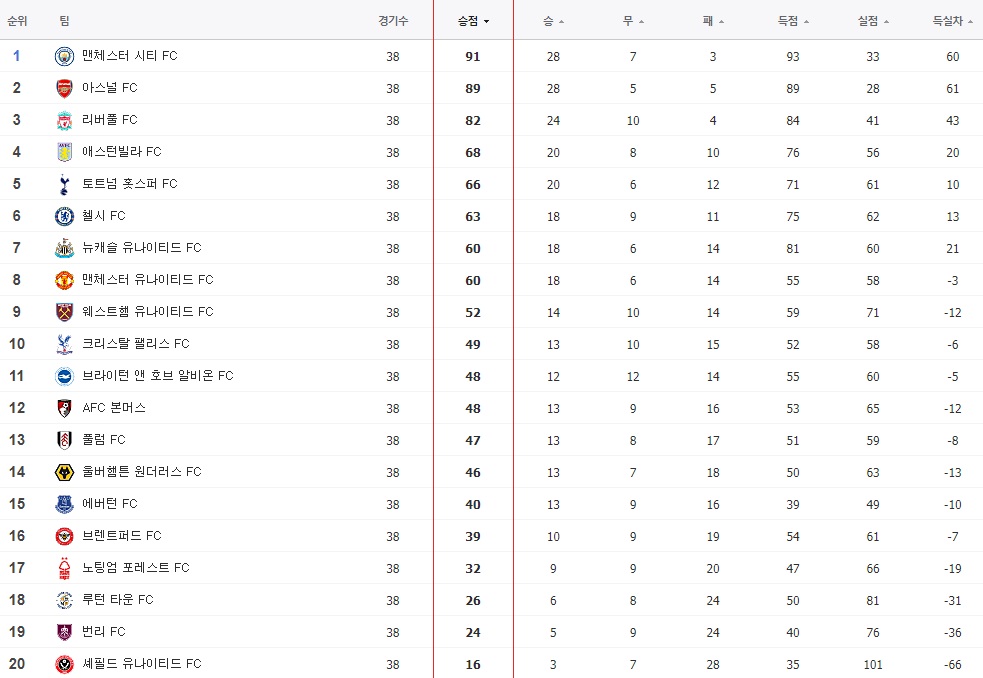 순위 팀 경기수 승점 승 무 패 득점 실점 득실차
1 맨체스터 시티 FC 38 91 28 7 3 93 33 60
2 아스널 FC 38 89 28 5 5 89 28 61
3 리버풀 FC 38 82 24 10 4 84 41 43
4 애스턴빌라 FC 38 68 20 8 10 76 56 20
5 토트넘 홋스퍼 FC 38 66 20 6 12 71 61 10
6 첼시 FC 38 63 18 9 11 75 62 13
7 뉴캐슬 유나이티드 FC 38 60 18 6 14 81 60 21
8 맨체스터 유나이티드 FC 38 60 18 6 14 55 58 -3
9 웨스트햄 유나이티드 FC 38 52 14 10 14 59 71 -12
10 크리스탈 팰리스 FC 38 49 13 10 15 52 58 -6
11 브라이턴 앤 호브 알비온 FC 38 48 12 12 14 55 60 -5
12 AFC 본머스 38 48 13 9 16 53 65 -12
13 풀럼 FC 38 47 13 8 17 51 59 -8
14 울버햄튼 원더러스 FC 38 46 13 7 18 50 63 -13
15 에버턴 FC 38 40 13 9 16 39 49 -10
16 브렌트퍼드 FC 38 39 10 9 19 54 61 -7
17 노팅엄 포레스트 FC 38 32 9 9 20 47 66 -19
18 루턴 타운 FC 38 26 6 8 24 50 81 -31
19 번리 FC 38 24 5 9 24 40 76 -36
20 셰필드 유나이티드 FC 38 16 3 7 28 35 101 -66